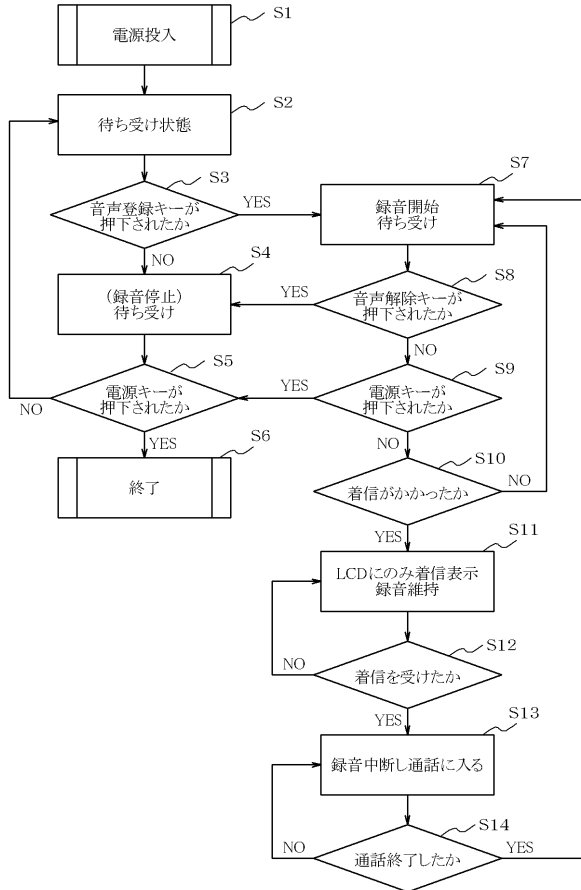 S1
電源投入
S2
待ち受け状態
S3
音声登録キーが
押下されたか
YES
NO
S4
(録音停止)
待ち受け
S5
電源キーが
押下されたか
NO
YES
S6
終了
S7
録音開始
待ち受け
S8
音声解除キーが
押下されたか
YES
NO
S9
電源キーが
押下されたか
YES
NO
S10
着信がかかったか
NO
YES
S11
LCDにのみ着信表示
録音維持
S12
着信を受けたか
NO
YES
S13
録音中断し通話に入る
S14
通話終了したか
NO
YES